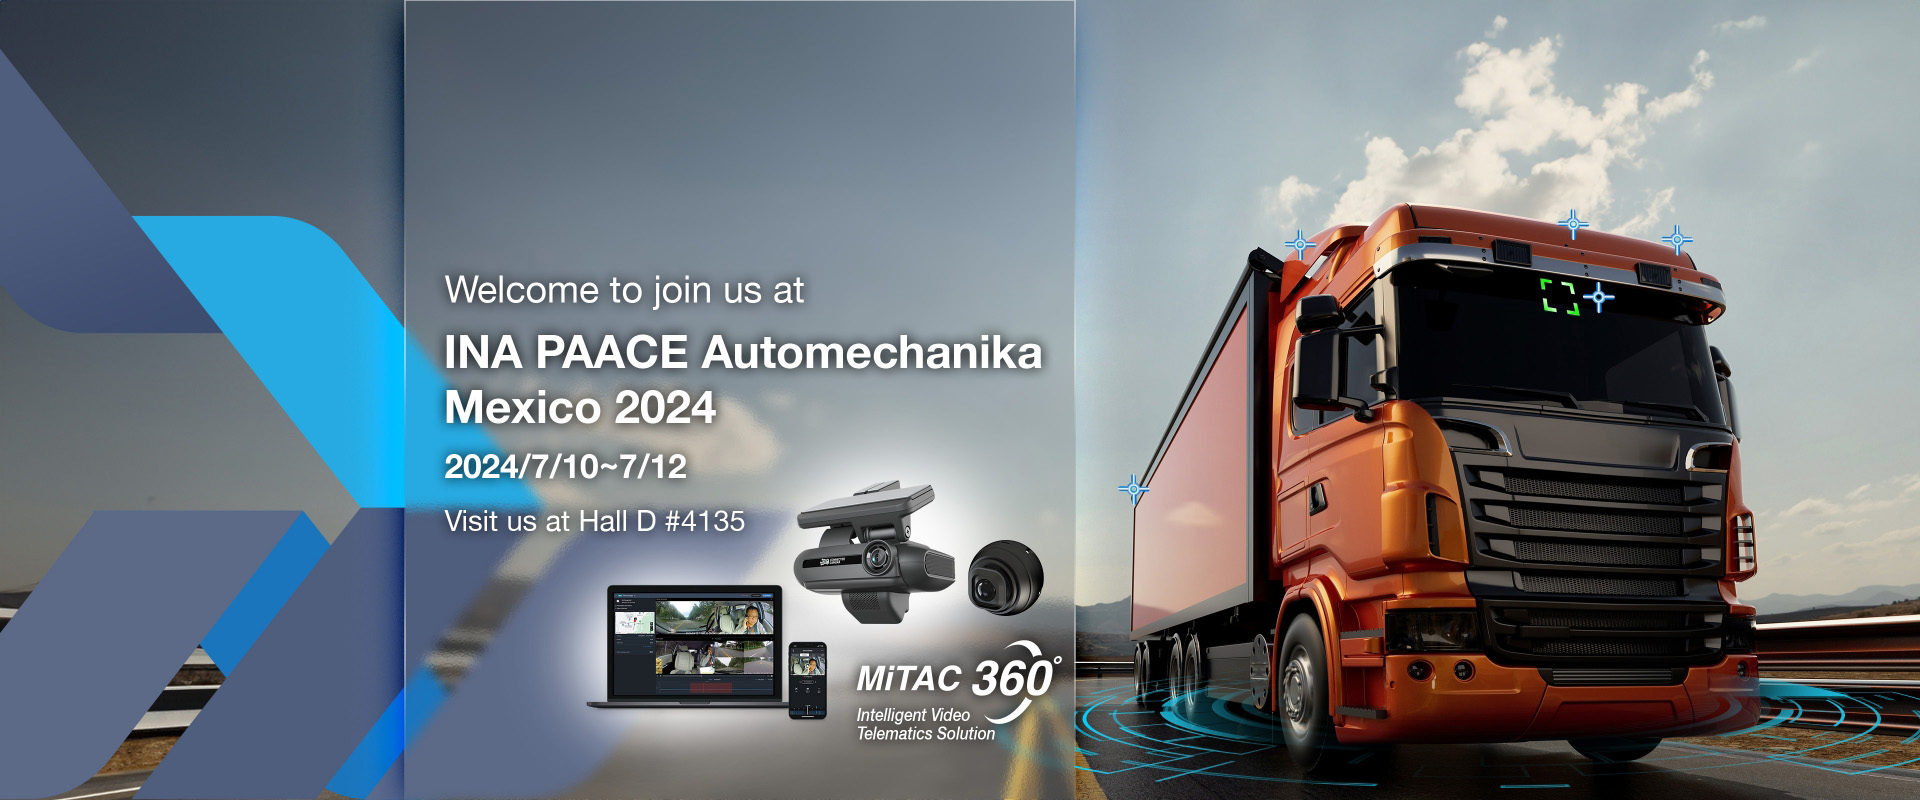 Welcome to join us at
INA PAACE Automechanika
Mexico 2024
2024/7/10~7/12
Visit us at Hall D #4135
MiTAC 360°
Intelligent Video
Telematics Solution